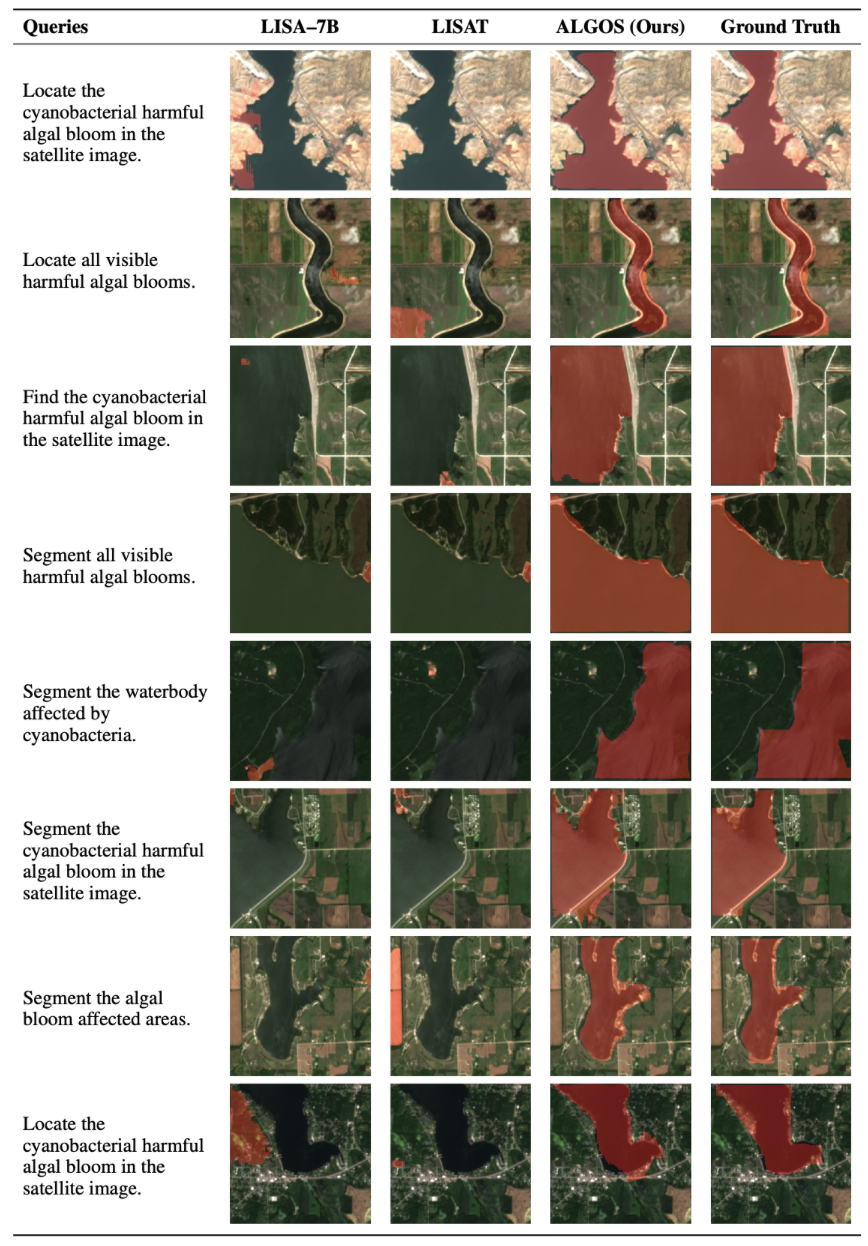 Queries LISA–7B LISAT ALGOS (Ours) Ground Truth
Locate the
cyanobacterial harmful
algal bloom in the
satellite image.
Locate all visible
harmful algal blooms.
Find the cyanobacterial
harmful algal bloom in
the satellite image.
Segment all visible
harmful algal blooms.
Segment the waterbody
affected by
cyanobacteria.
Segment the
cyanobacterial harmful
algal bloom in the
satellite image.
Segment the algal
bloom affected areas.
Locate the
cyanobacterial harmful
algal bloom in the
satellite image.